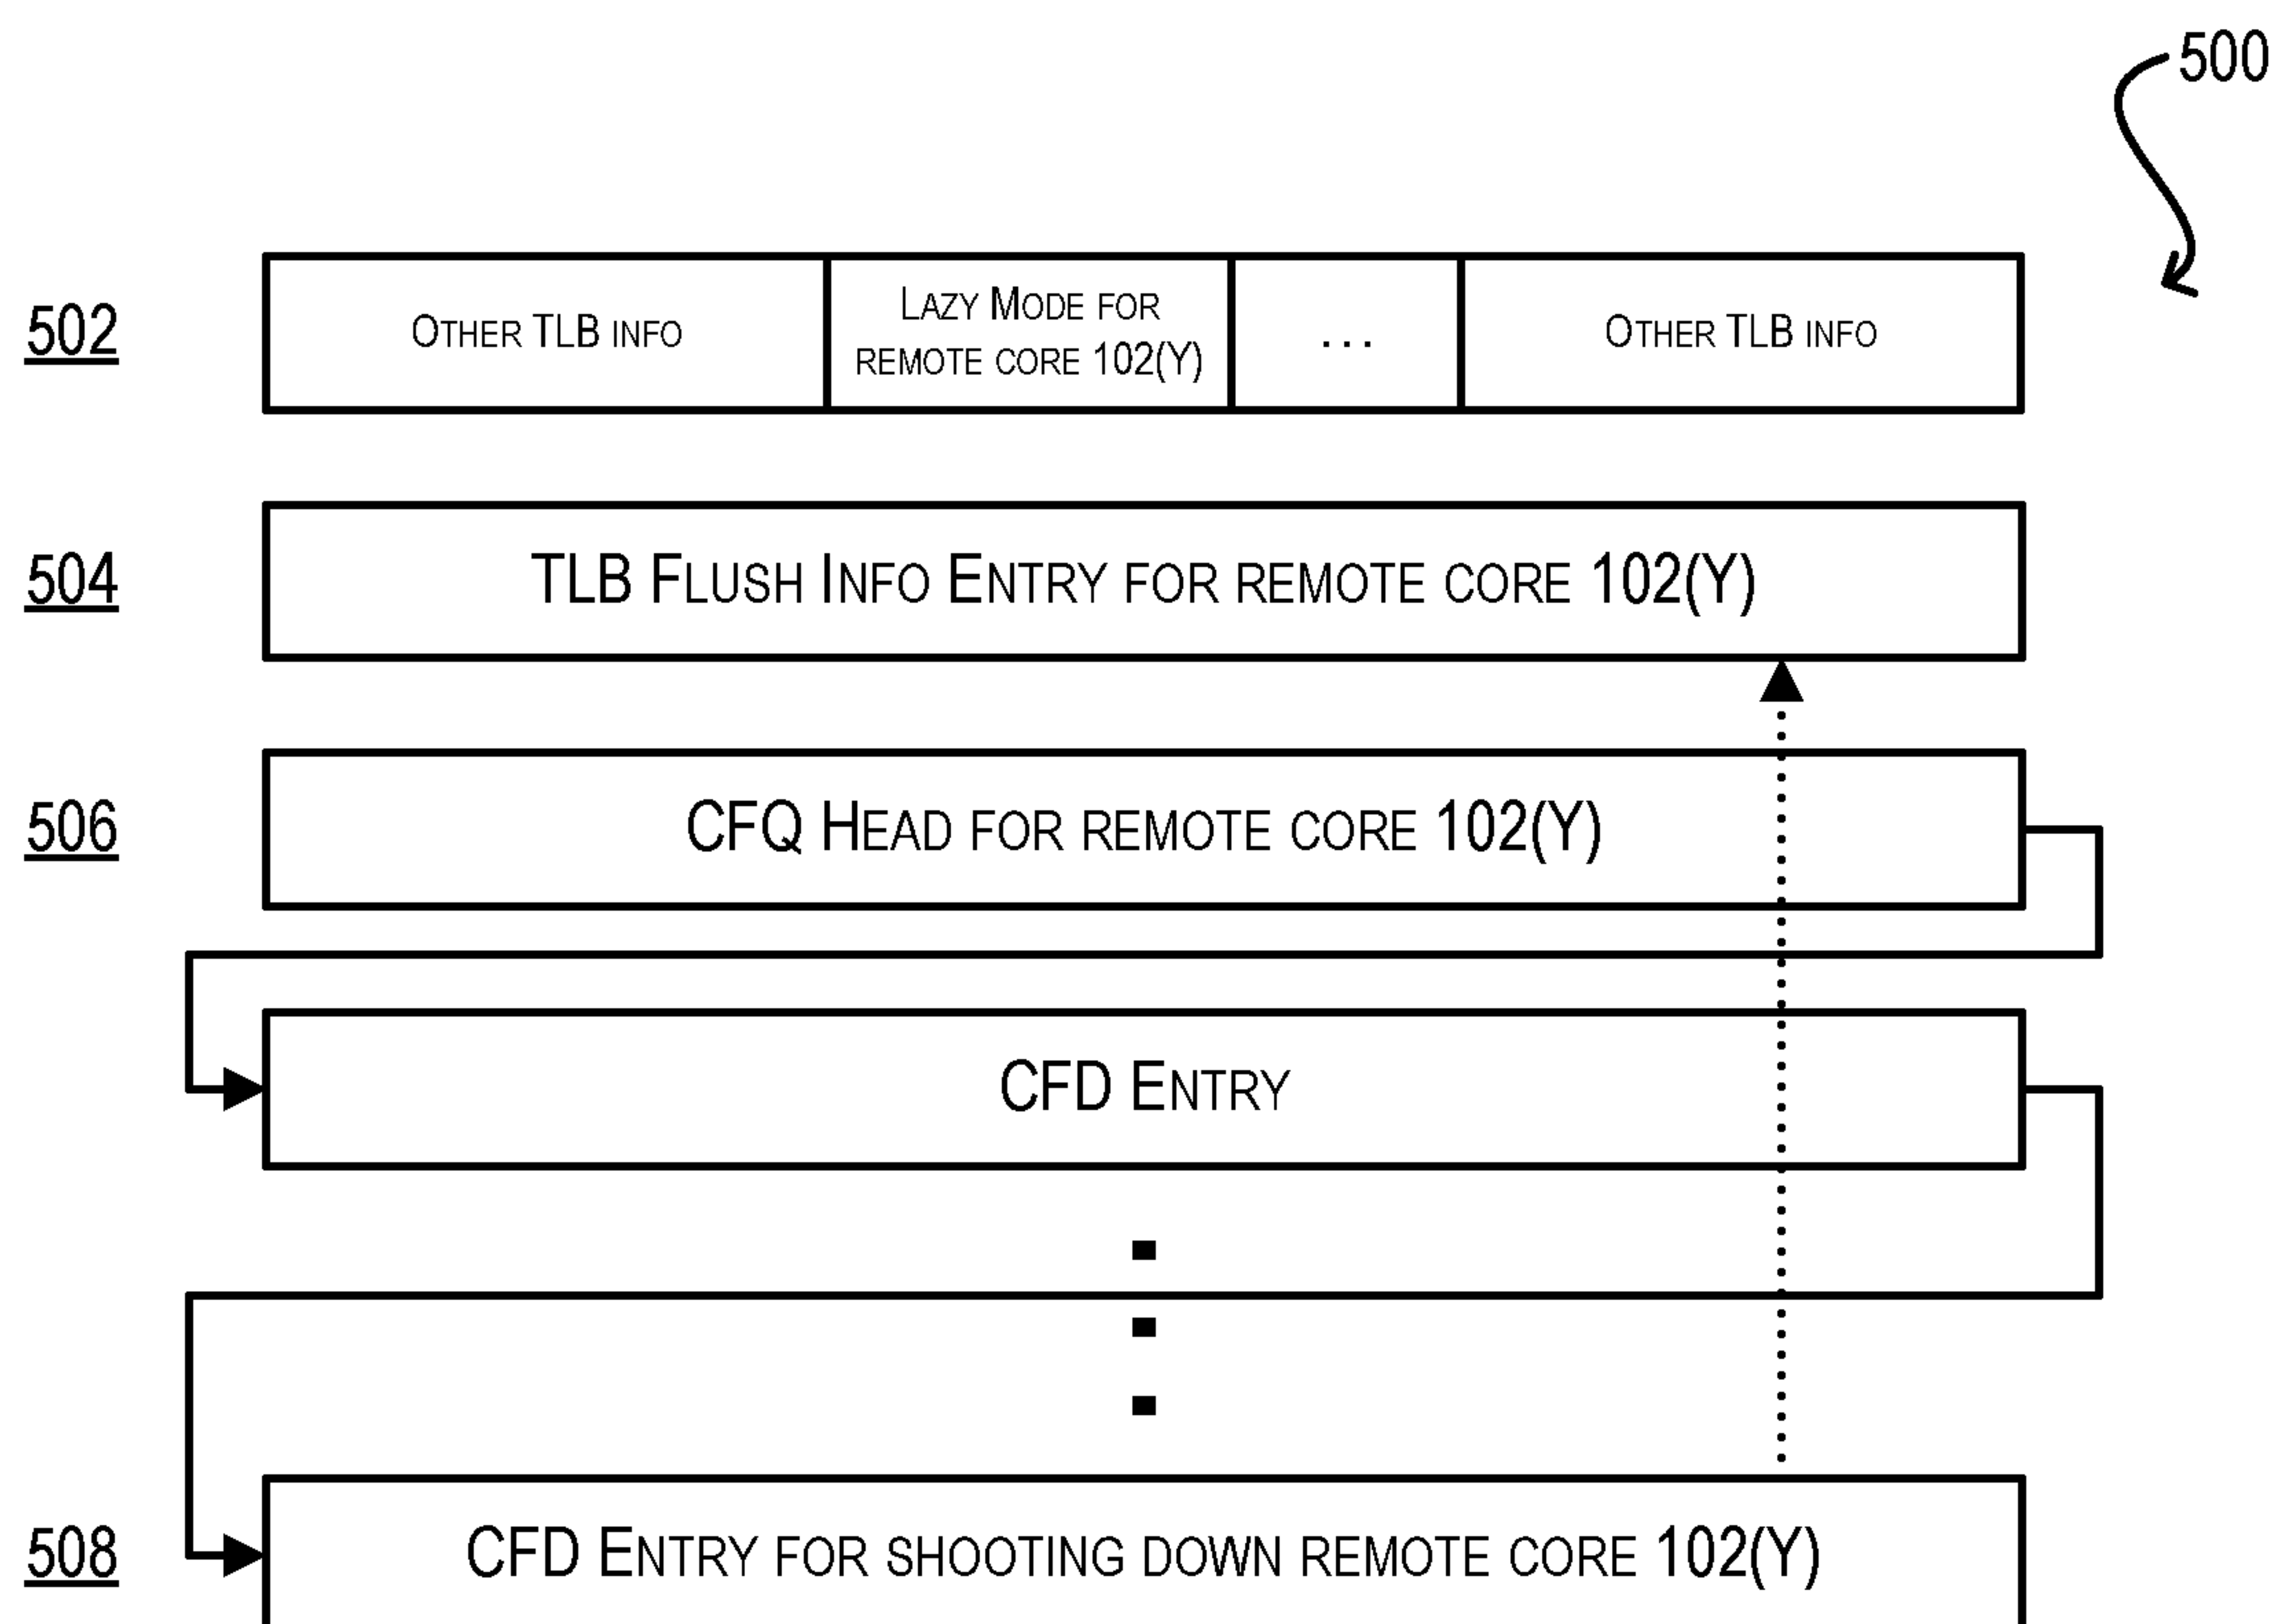 500
502
Other TLB info
Lazy Mode for
remote core 102(Y)
...
Other TLB info
504
TLB Flush Info Entry for remote core 102(Y)
506
CFQ Head for remote core 102(Y)
CFD Entry
508
CFD Entry for shooting down remote core 102(Y)